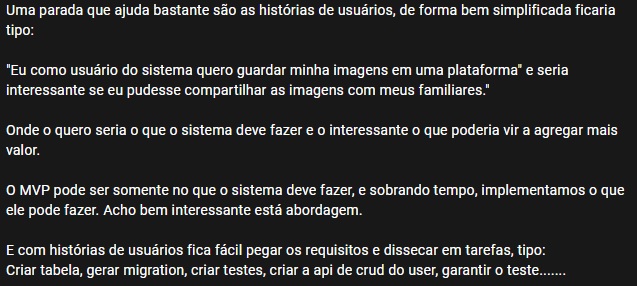 Uma parada que ajuda bastante são as histórias de usuários, de forma bem simplificada ficaria
tipo:
"Eu como usuário do sistema quero guardar minha imagens em uma plataforma" e seria
interessante se eu pudesse compartilhar as imagens com meus familiares."
Onde o quero seria o que o sistema deve fazer e o interessante o que poderia vir a agregar mais
valor.
O MVP pode ser somente no que o sistema deve fazer, e sobrando tempo, implementamos o que
ele pode fazer. Acho bem interessante está abordagem.
E com histórias de usuários fica fácil pegar os requisitos e dissecar em tarefas, tipo:
Criar tabela, gerar migration, criar testes, criar a api de crud do user, garantir o teste.......